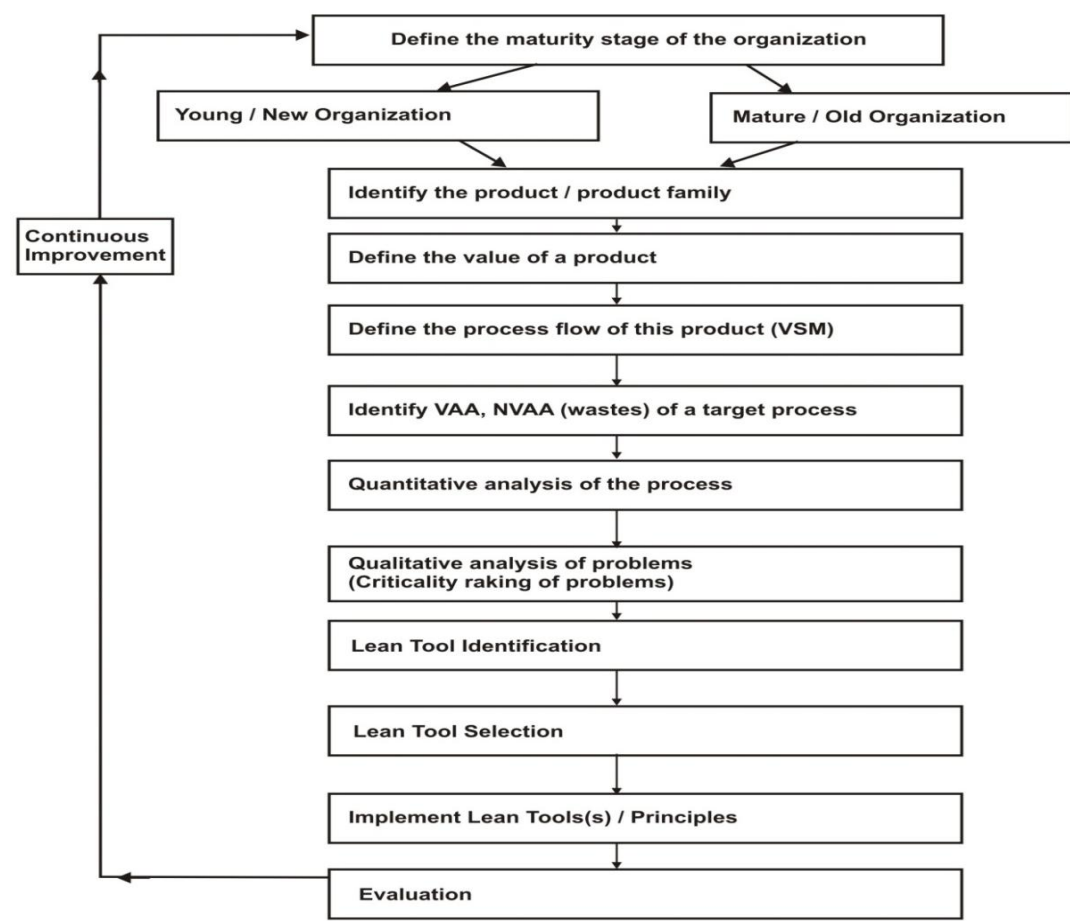 Define the maturity stage of the organization
Young / New Organization
Mature / Old Organization
Identify the product / product family
Continuous
Improvement
Define the value of a product
Define the process flow of this product (VSM)
Identify VAA, NVAA (wastes) of a target process
Quantitative analysis of the process
Qualitative analysis of problems
(Criticality raking of problems)
Lean Tool Identification
Lean Tool Selection
Implement Lean Tools(s) / Principles
Evaluation